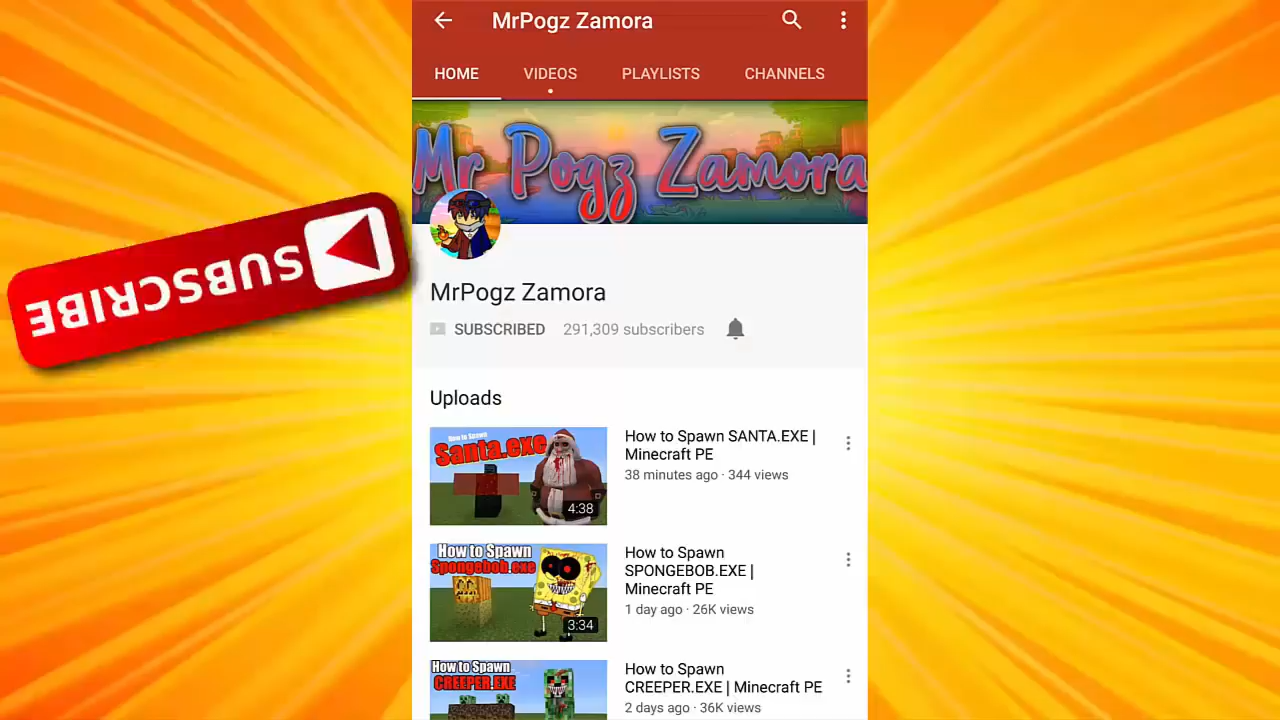 MrPogz Zamora
HOME VIDEOS PLAYLISTS CHANNELS
Mr Pogz Zamora
SUBSCRIBE
MrPogz Zamora
SUBSCRIBED 291,309 subscribers
Uploads
How to Spawn
Santa.exe
4:38
How to Spawn SANTA.EXE |
Minecraft PE
38 minutes ago · 344 views
How to Spawn
Spongebob.exe
3:34
How to Spawn
SPONGEBOB.EXE |
Minecraft PE
1 day ago · 26K views
How to Spawn
CREEPER.EXE
How to Spawn
CREEPER.EXE | Minecraft PE
2 days ago · 36K views